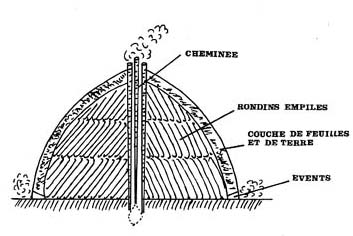 CHEMINEE
RONDINS EMPILES
COUCHE DE FEUILLES
ET DE TERRE
EVENTS